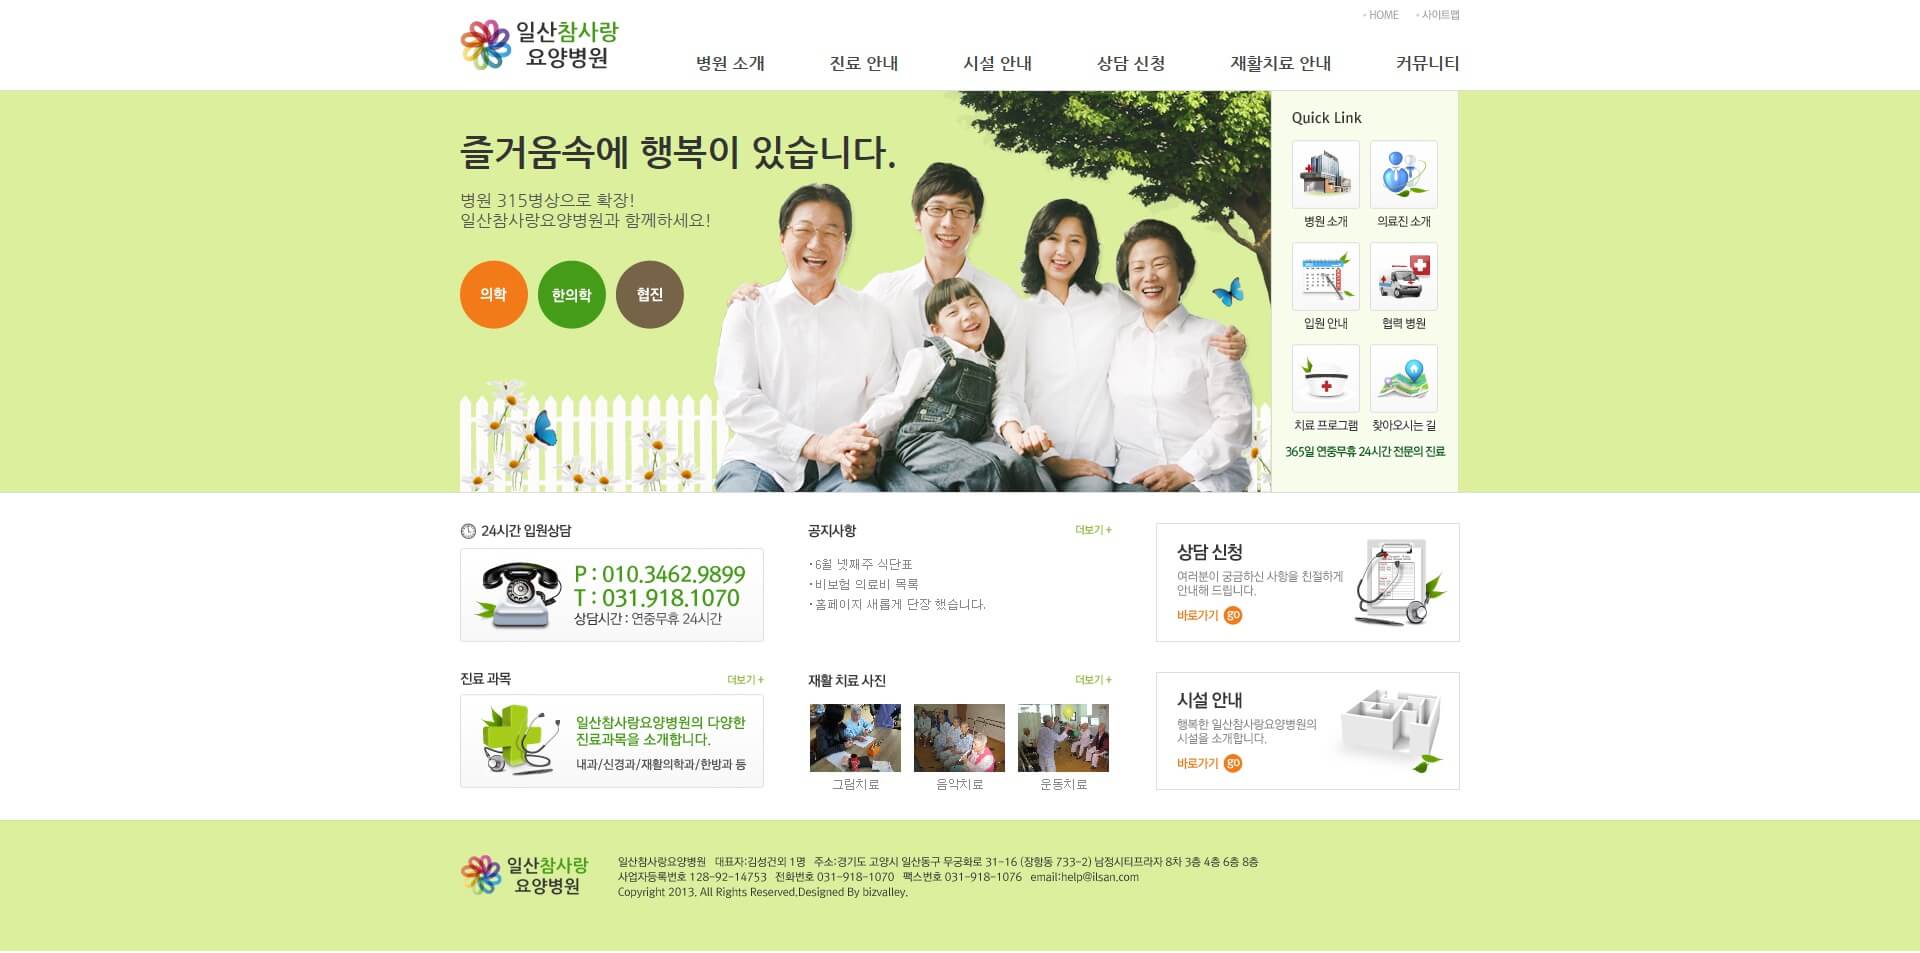 HOME
사이트맵
일산참사랑
요양병원
병원 소개
진료 안내
시설 안내
상담 신청
재활치료 안내
커뮤니티
즐거움속에 행복이 있습니다.
병원 315병상으로 확장!
일산참사랑요양병원과 함께하세요!
의학
한의학
협진
Quick Link
병원 소개
의료진 소개
입원 안내
협력 병원
치료 프로그램
찾아오시는 길
365일 연중무휴 24시간 전문의 진료
24시간 입원상담
P : 010.3462.9899
T : 031.918.1070
상담시간 : 연중무휴 24시간
공지사항
더보기 +
· 6월 넷째주 식단표
· 비보험 의료비 목록
· 홈페이지 새롭게 단장 했습니다.
상담 신청
여러분이 궁금하신 사항을 친절하게
안내해 드립니다.
바로가기 go
진료 과목
더보기 +
일산참사랑요양병원의 다양한
진료과목을 소개합니다.
내과/신경과/재활의학과/한방과 등
재활 치료 사진
더보기 +
그림치료
음악치료
운동치료
시설 안내
행복한 일산참사랑요양병원의
시설을 소개합니다.
바로가기 go
일산참사랑
요양병원
일산참사랑요양병원 대표자:김성건외 1명 주소:경기도 고양시 일산동구 무궁화로 31-16 (장항동 733-2) 남정시티프라자 8차 3층 4층 6층 8층
사업자등록번호 128-92-14753 전화번호 031-918-1070 팩스번호 031-918-1076 email:help@ilsan.com
Copyright 2013. All Rights Reserved.Designed By bizvalley.